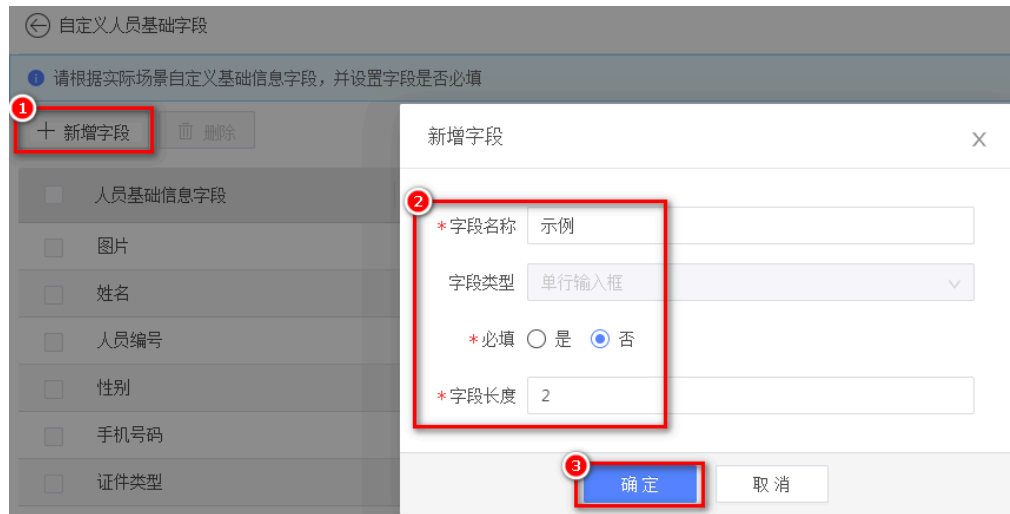 自定义人员基础字段
请根据实际场景自定义基础信息字段，并设置字段是否必填
1
+ 新增字段 删除
人员基础信息字段
图片
姓名
人员编号
性别
手机号码
证件类型
新增字段 X
2
*字段名称 示例
字段类型 单行输入框
*必填 是 否
*字段长度 2
3
确定 取消